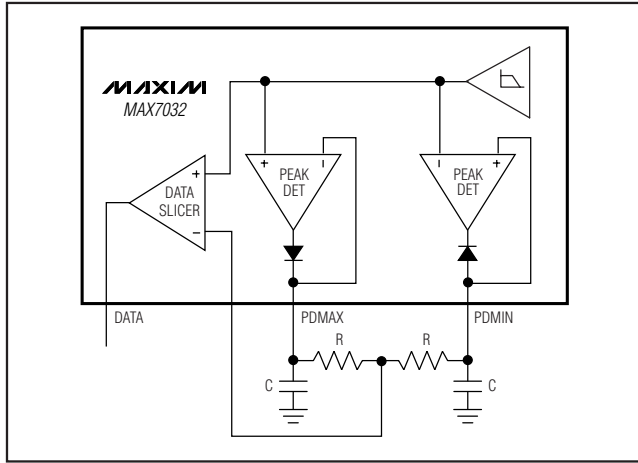 MAXIM
MAX7032
+
-
PEAK
DET
-
+
PEAK
DET
+
DATA
SLICER
-
DATA
PDMAX
PDMIN
R
R
C
C